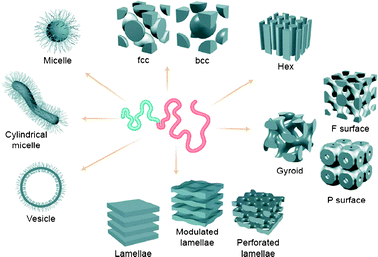 Micelle
fcc
bcc
Hex
Cylindrical
micelle
F surface
Gyroid
P surface
Vesicle
Lamellae
Modulated
lamellae
Perforated
lamellae